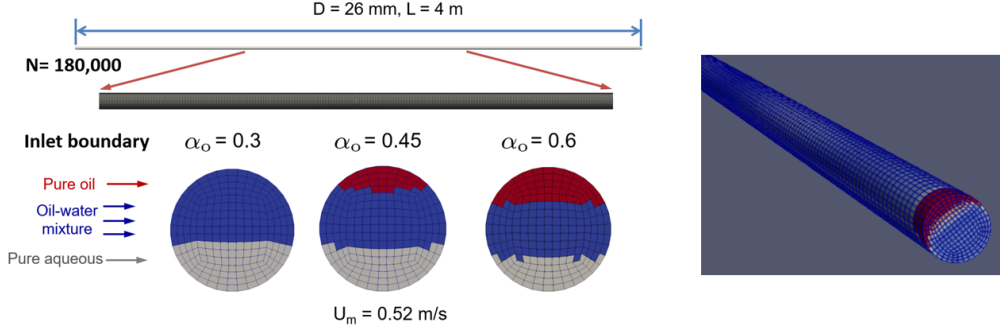 D = 26 mm, L = 4 m
N= 180,000
Inlet boundary
αₒ = 0.3
αₒ = 0.45
αₒ = 0.6
Pure oil
Oil-water
mixture
Pure aqueous
Uₘ = 0.52 m/s